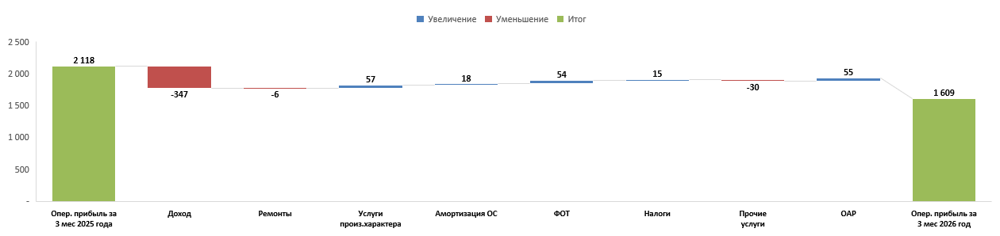 Увеличение Уменьшение Итог
2 500
2 000
1 500
1 000
500
-
2 118
-347
-6
57
18
54
15
-30
55
1 609
Опер. прибыль за
3 мес 2025 года
Доход
Ремонты
Услуги
произ.характера
Амортизация ОС
ФОТ
Налоги
Прочие
услуги
ОАР
Опер. прибыль за
3 мес 2026 год